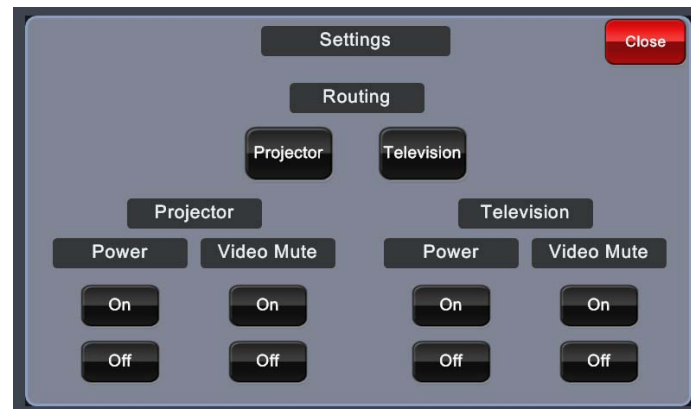 Settings
Close
Routing
Projector Television
Projector Television
Power Video Mute Power Video Mute
On On On On
Off Off Off Off